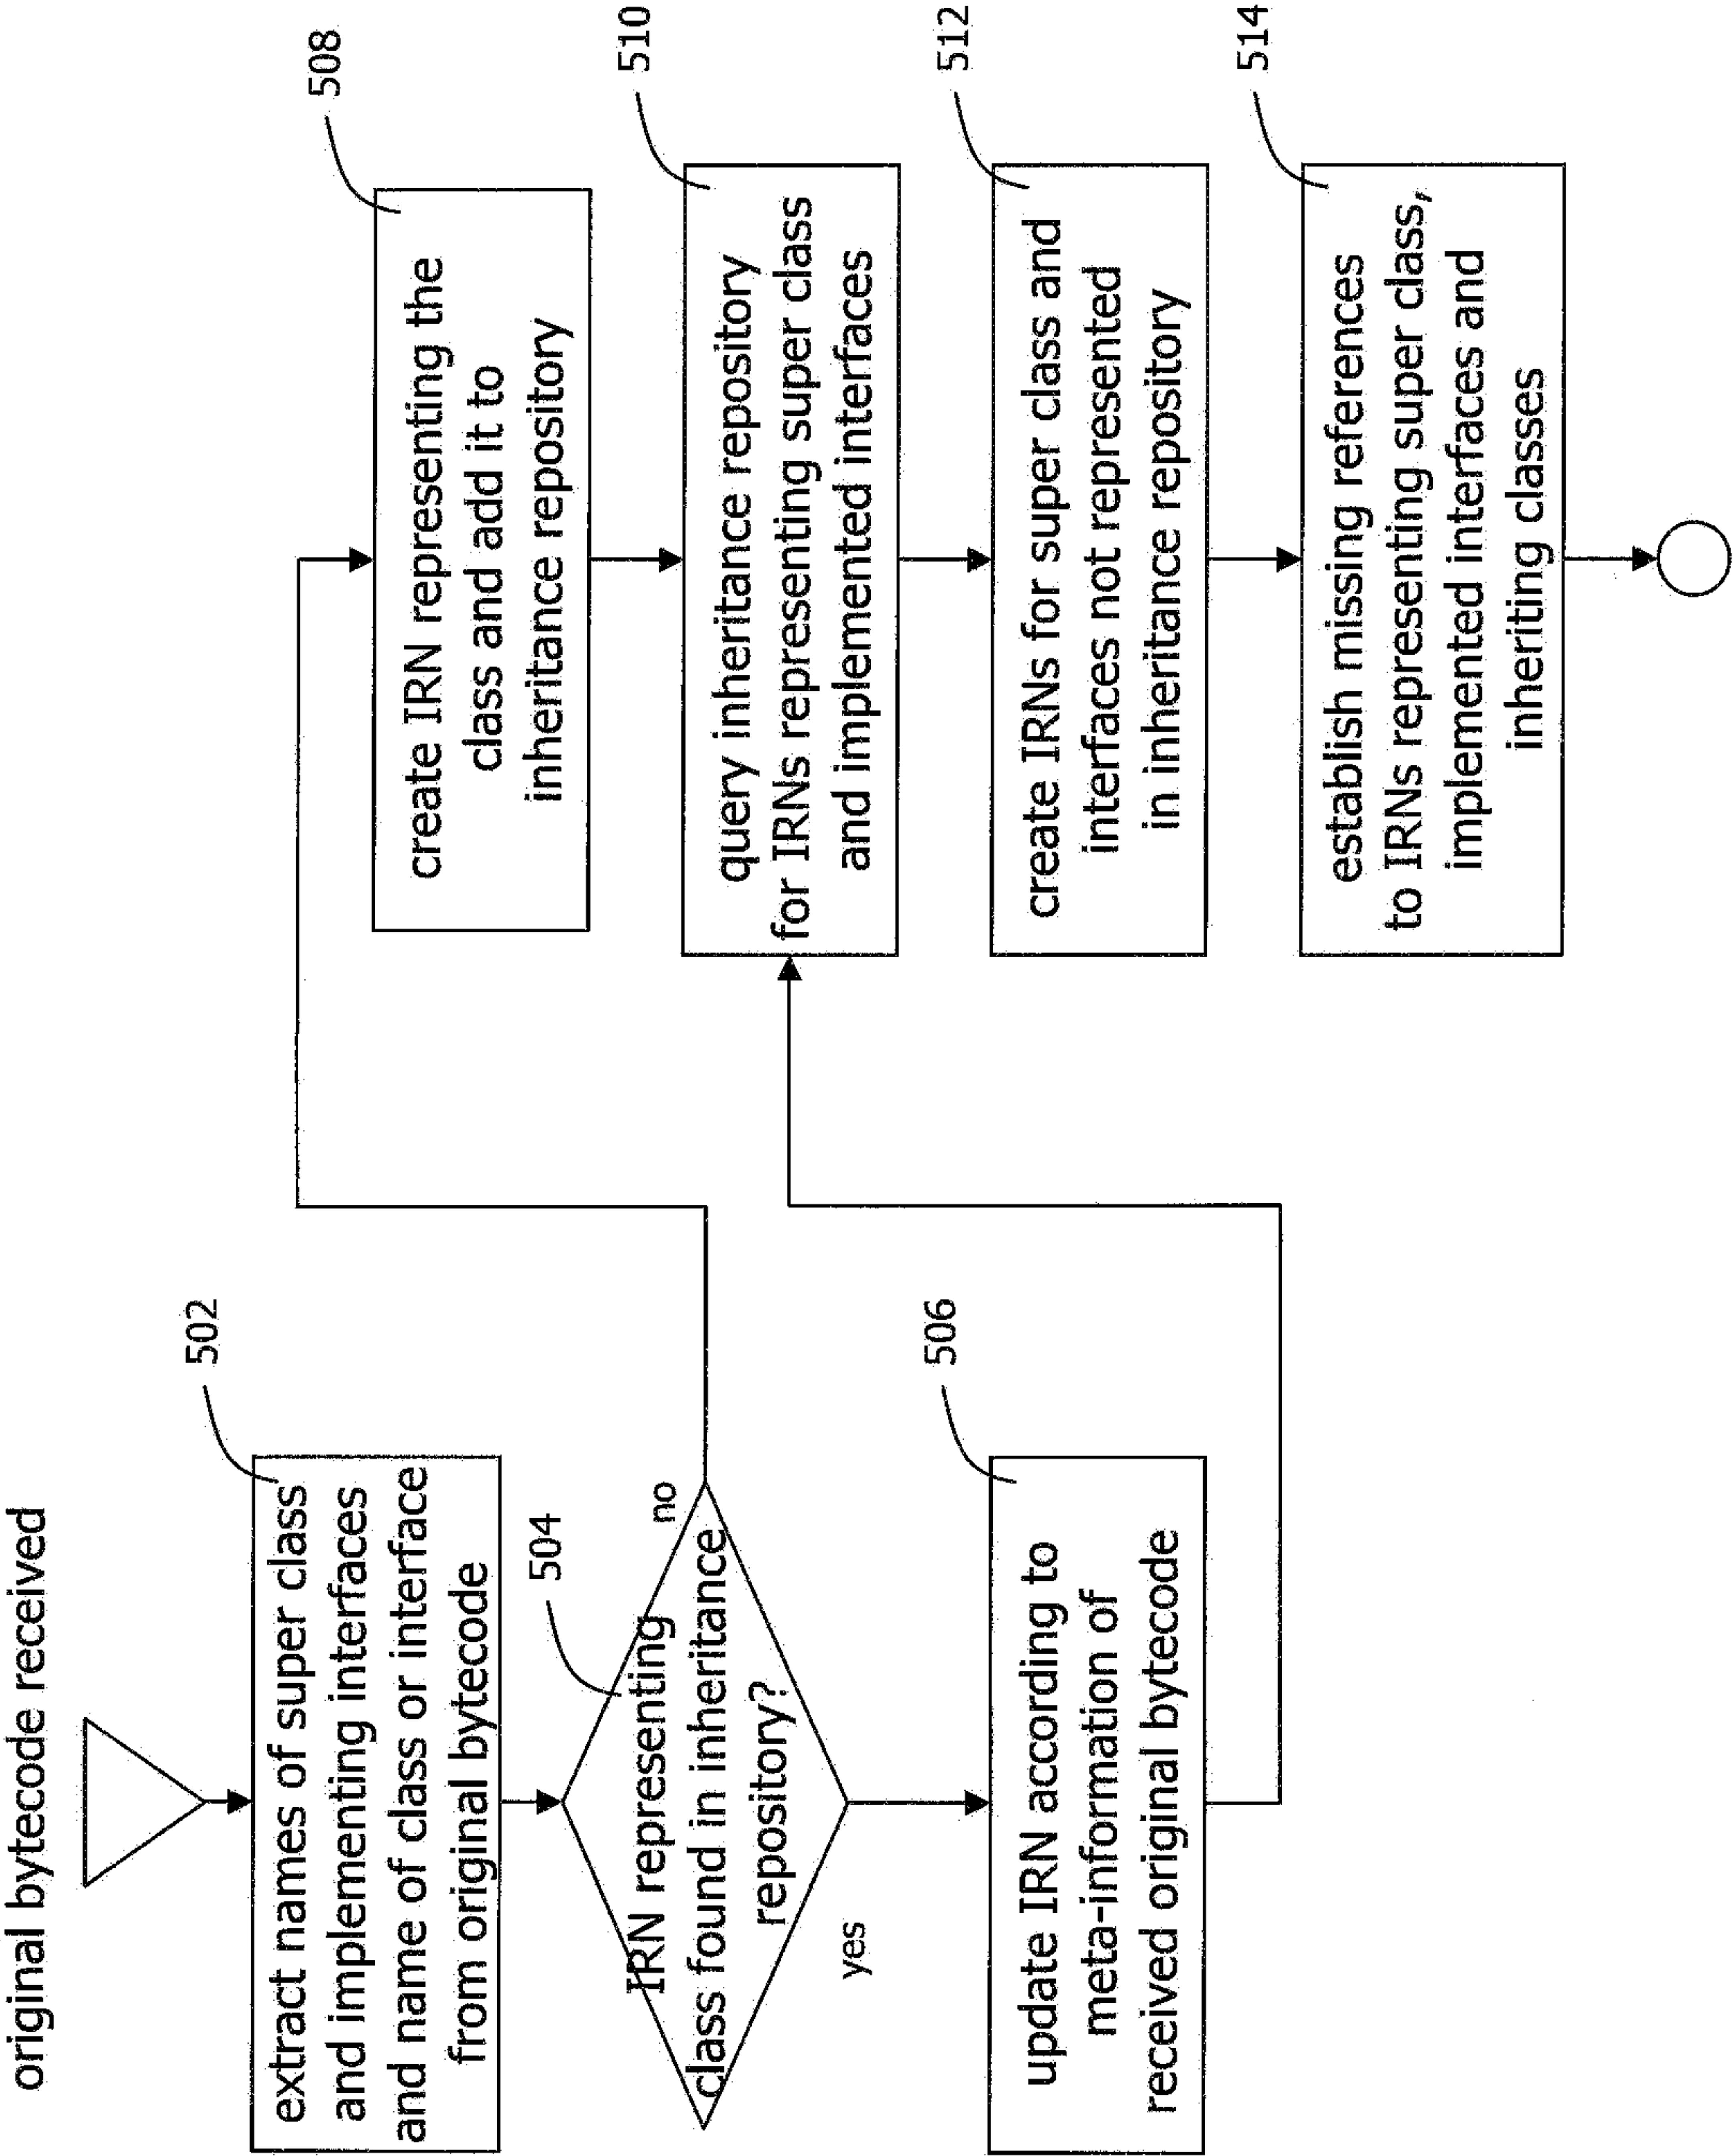 original bytecode received
502
extract names of super class
and implementing interfaces
and name of class or interface
from original bytecode
504
IRN representing
class found in inheritance
repository?
no
yes
506
update IRN according to
meta-information of
received original bytecode
508
create IRN representing the
class and add it to
inheritance repository
510
query inheritance repository
for IRNs representing super class
and implemented interfaces
512
create IRNs for super class and
interfaces not represented
in inheritance repository
514
establish missing references
to IRNs representing super class,
implemented interfaces and
inheriting classes